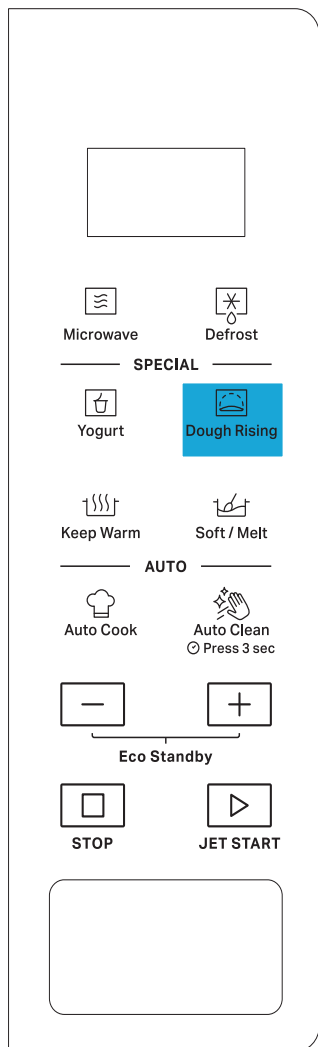 Microwave Defrost
SPECIAL
Yogurt Dough Rising
Keep Warm Soft / Melt
AUTO
Auto Cook Auto Clean
Press 3 sec
Eco Standby
STOP JET START